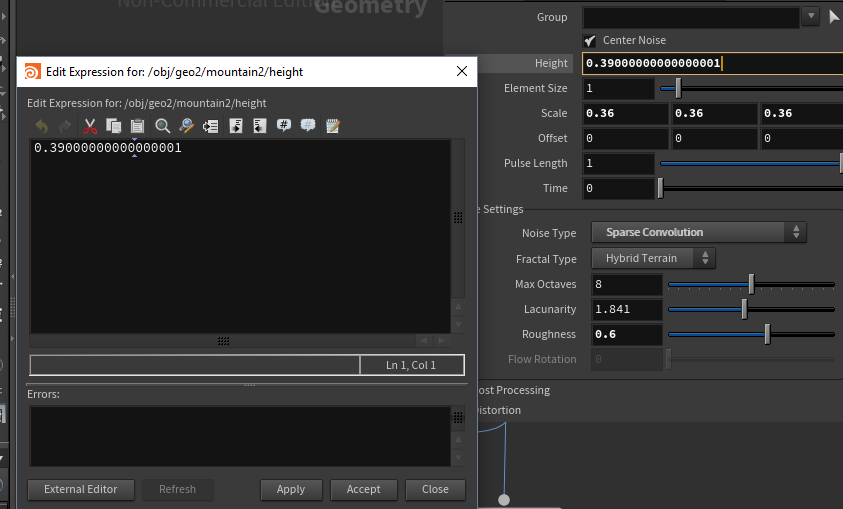 Non-Commercial Edition
Geometry
Group
Center Noise
Height 0.39000000000000001
Element Size 1
Scale 0.36 0.36 0.36
Offset 0 0 0
Pulse Length 1
Time 0
e Settings
Noise Type Sparse Convolution
Fractal Type Hybrid Terrain
Max Octaves 8
Lacunarity 1.841
Roughness 0.6
Flow Rotation 0
ost Processing
istortion
Edit Expression for: /obj/geo2/mountain2/height
Edit Expression for: /obj/geo2/mountain2/height
0.39000000000000001
Ln 1, Col 1
Errors:
External Editor Refresh Apply Accept Close